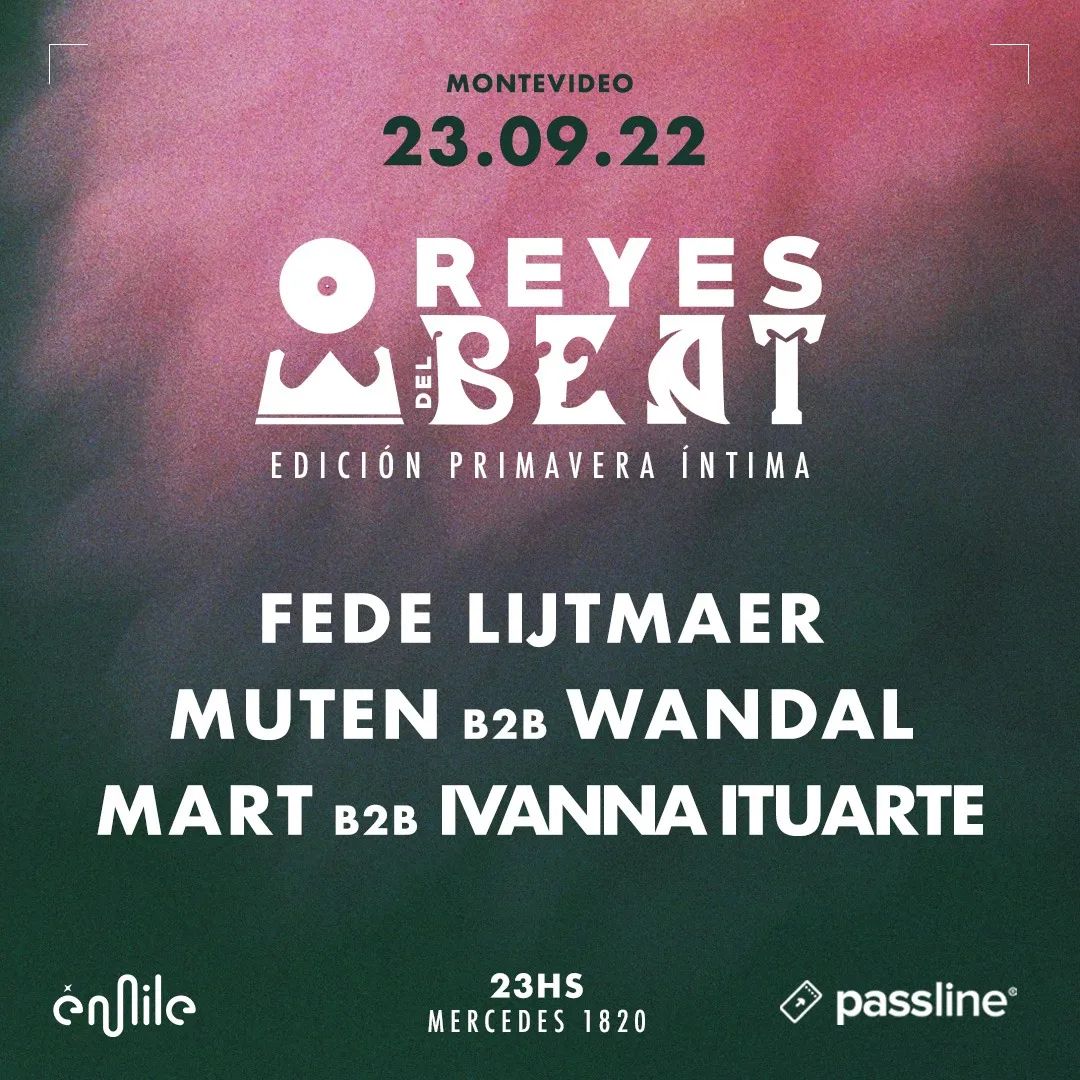 MONTEVIDEO
23.09.22
REYES
DEL BEAT
EDICIÓN PRIMAVERA ÍNTIMA
FEDE LIJTMAER
MUTEN B2B WANDAL
MART B2B IVANNA ITUARTE
23HS
MERCEDES 1820
passline®